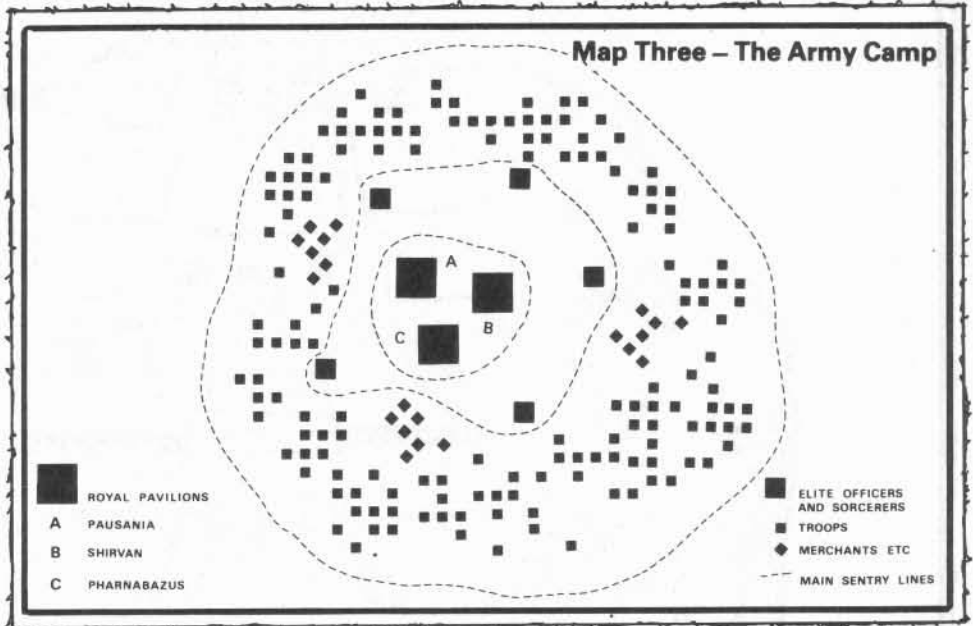 Map Three – The Army Camp
A
B
C
ROYAL PAVILIONS
A PAUSANIA
B SHIRVAN
C PHARNABAZUS
ELITE OFFICERS
AND SORCERERS
TROOPS
MERCHANTS ETC
MAIN SENTRY LINES